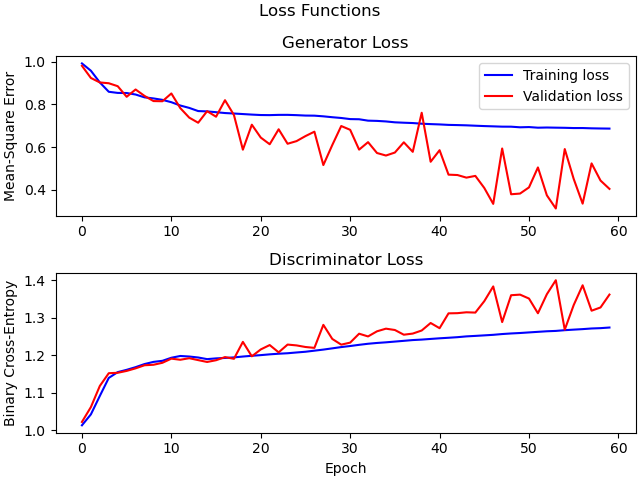 Loss Functions
Generator Loss
Mean-Square Error
1.0
0.8
0.6
0.4
Training loss
Validation loss
0 10 20 30 40 50 60
Discriminator Loss
Binary Cross-Entropy
1.4
1.3
1.2
1.1
1.0
0 10 20 30 40 50 60
Epoch